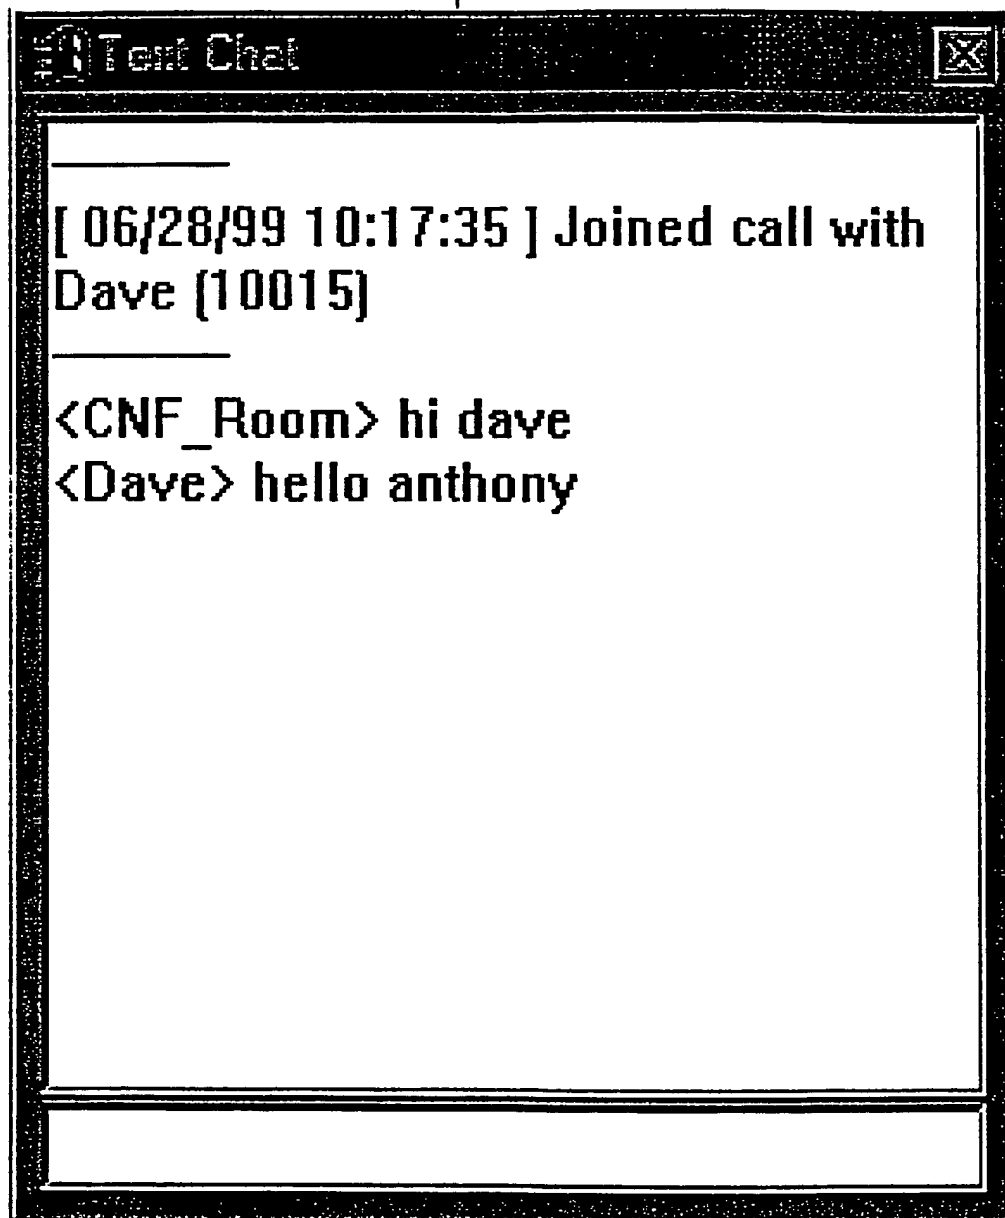 Text Chat
[ 06/28/99 10:17:35 ] Joined call with
Dave (10015)
<CNF_Room> hi dave
<Dave> hello anthony